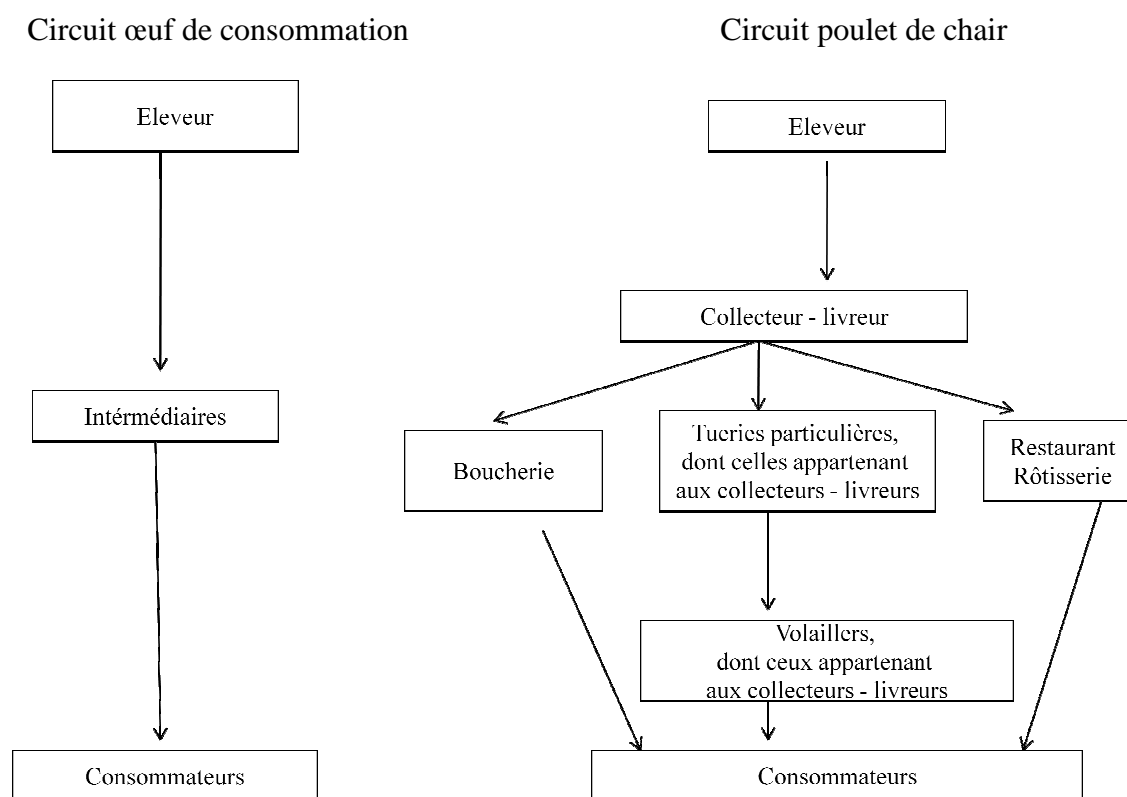 Circuit œuf de consommation
Circuit poulet de chair
Eleveur
Intérmédiaires
Consommateurs
Eleveur
Collecteur - livreur
Boucherie
Tueries particulières,
dont celles appartenant
aux collecteurs - livreurs
Restaurant
Rôtisserie
Volaillers,
dont ceux appartenant
aux collecteurs - livreurs
Consommateurs